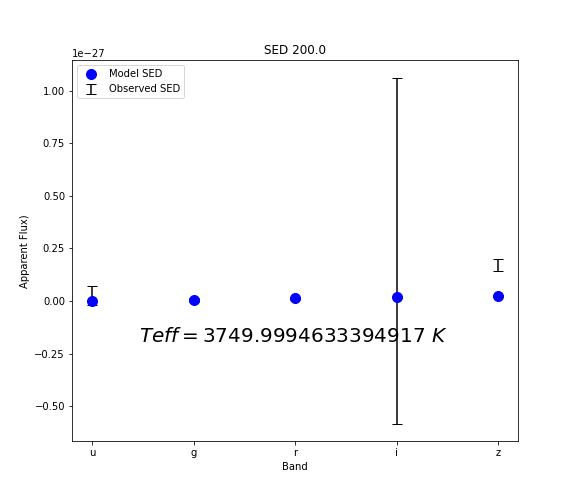 SED 200.0
1e−27
Model SED
Observed SED
1.00
0.75
0.50
0.25
0.00
−0.25
−0.50
Apparent Flux)
Teff = 3749.9994633394917 K
u g r i z
Band